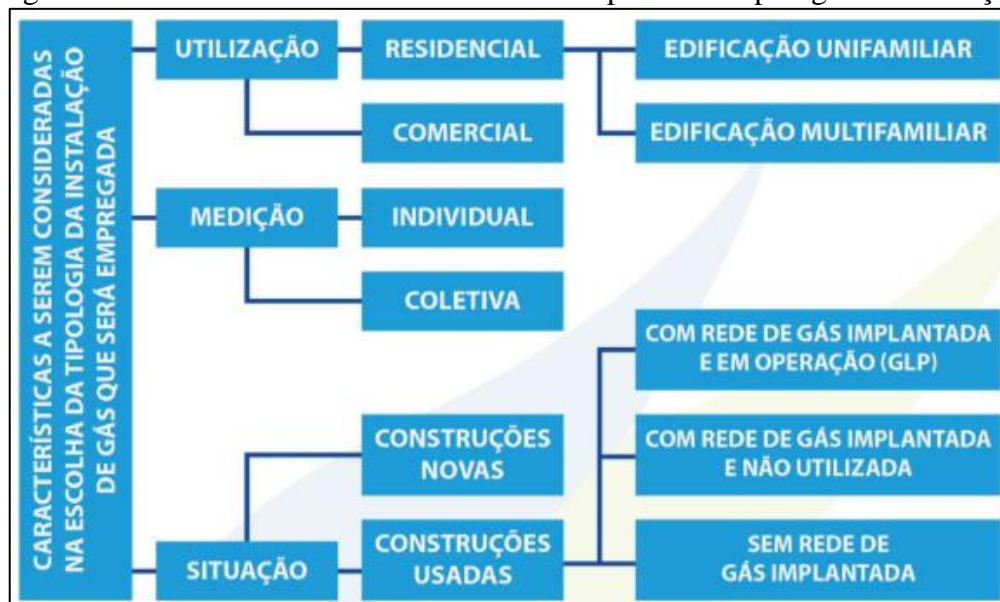 CARACTERÍSTICAS A SEREM CONSIDERADAS
NA ESCOLHA DA TIPOLOGIA DA INSTALAÇÃO
DE GÁS QUE SERÁ EMPREGADA
UTILIZAÇÃO
RESIDENCIAL
EDIFICAÇÃO UNIFAMILIAR
COMERCIAL
EDIFICAÇÃO MULTIFAMILIAR
MEDIÇÃO
INDIVIDUAL
COLETIVA
COM REDE DE GÁS IMPLANTADA
E EM OPERAÇÃO (GLP)
CONSTRUÇÕES
NOVAS
COM REDE DE GÁS IMPLANTADA
E NÃO UTILIZADA
SITUAÇÃO
CONSTRUÇÕES
USADAS
SEM REDE DE
GÁS IMPLANTADA